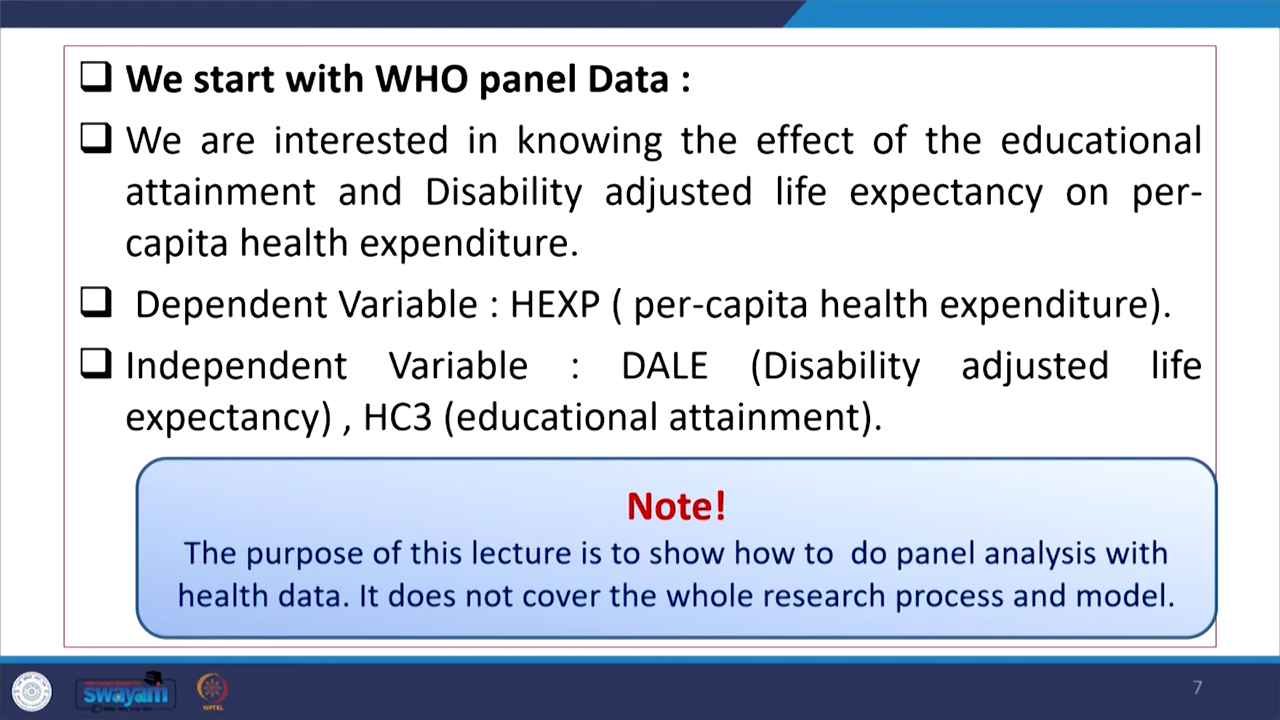 ❑ We start with WHO panel Data :
❑ We are interested in knowing the effect of the educational
attainment and Disability adjusted life expectancy on per-
capita health expenditure.
❑ Dependent Variable : HEXP ( per-capita health expenditure).
❑ Independent Variable : DALE (Disability adjusted life
expectancy) , HC3 (educational attainment).
Note!
The purpose of this lecture is to show how to do panel analysis with
health data. It does not cover the whole research process and model.
swayam
NPTEL
7